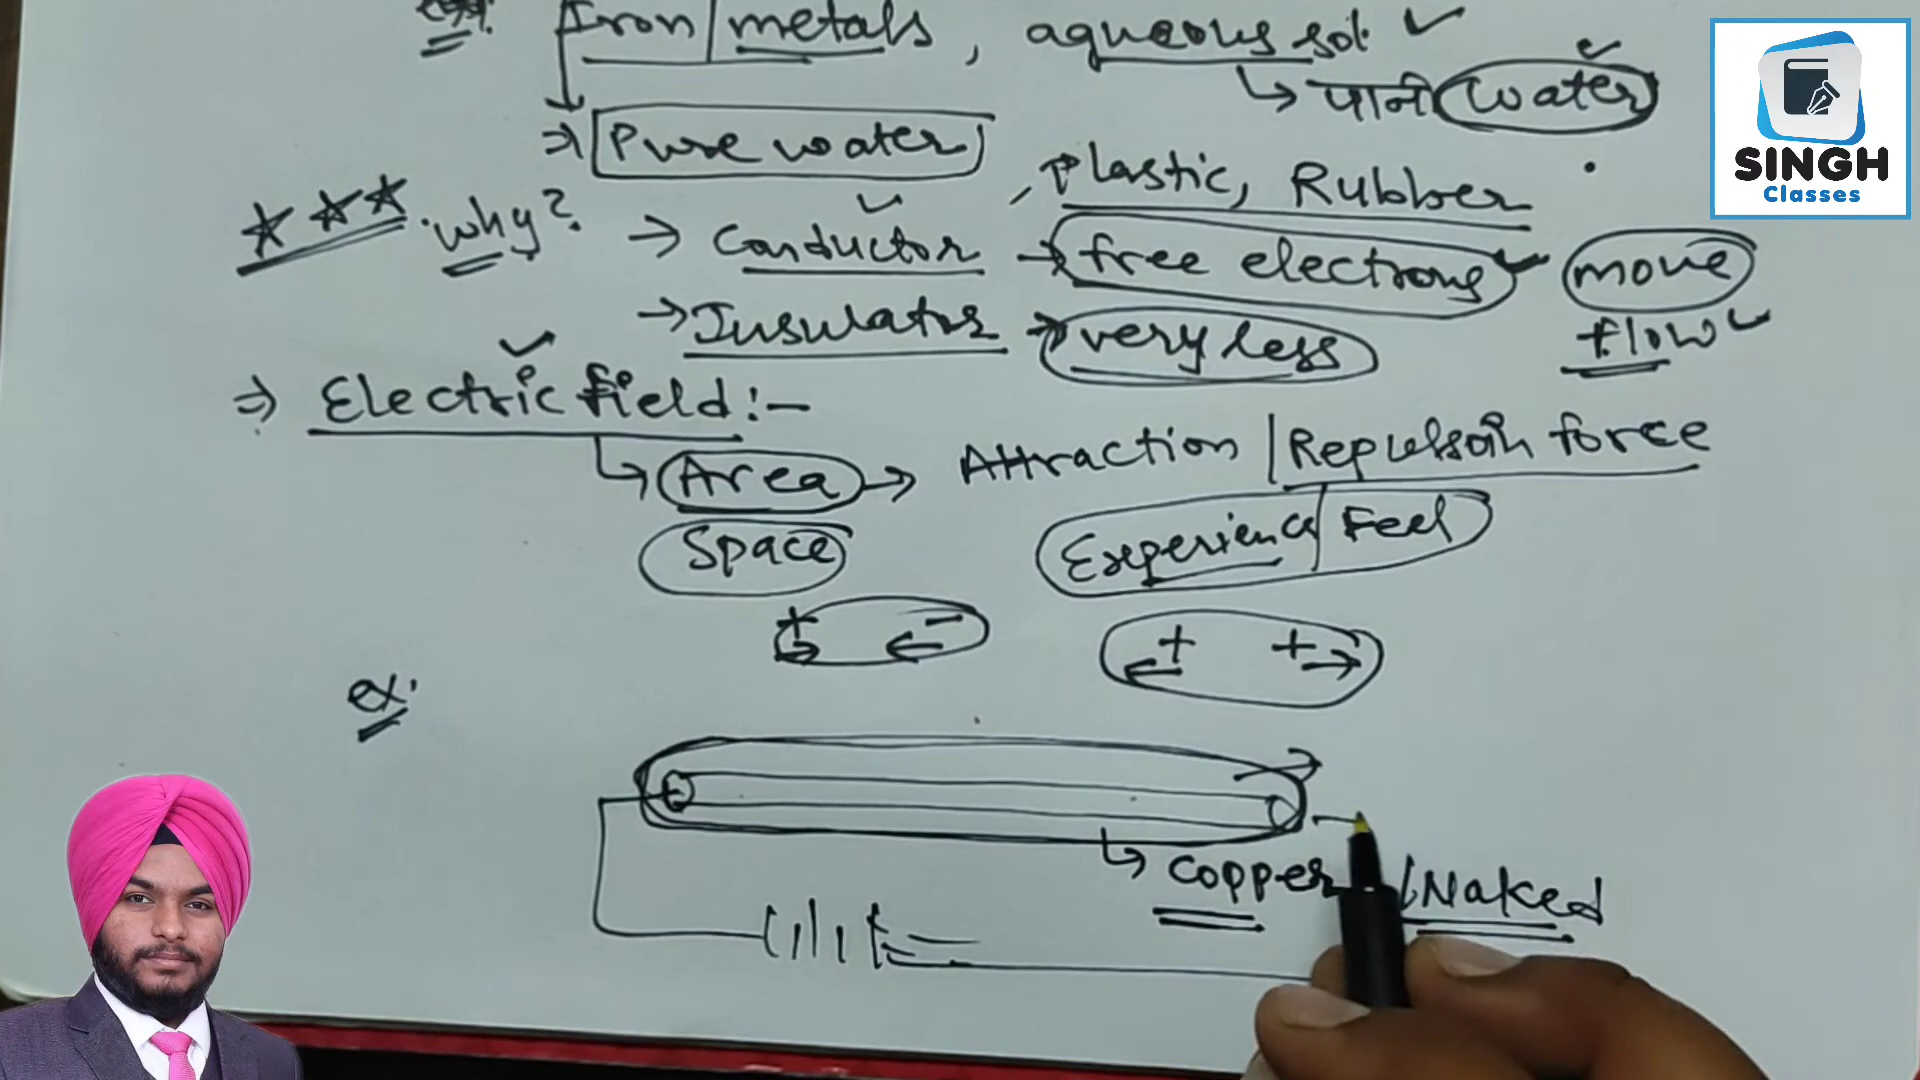 Iron/metals, aqueous sol.
→ पानी water
⇒ Pure water
, Plastic, Rubber
SINGH
Classes
*** . why? → Conductor → free electrons move
→ Insulator → very less flow
⇒ Electric field:-
Area → Attraction / Repulsoin force
Space Experience/Feel
+ -
+ +
ex.
Copper / Naked